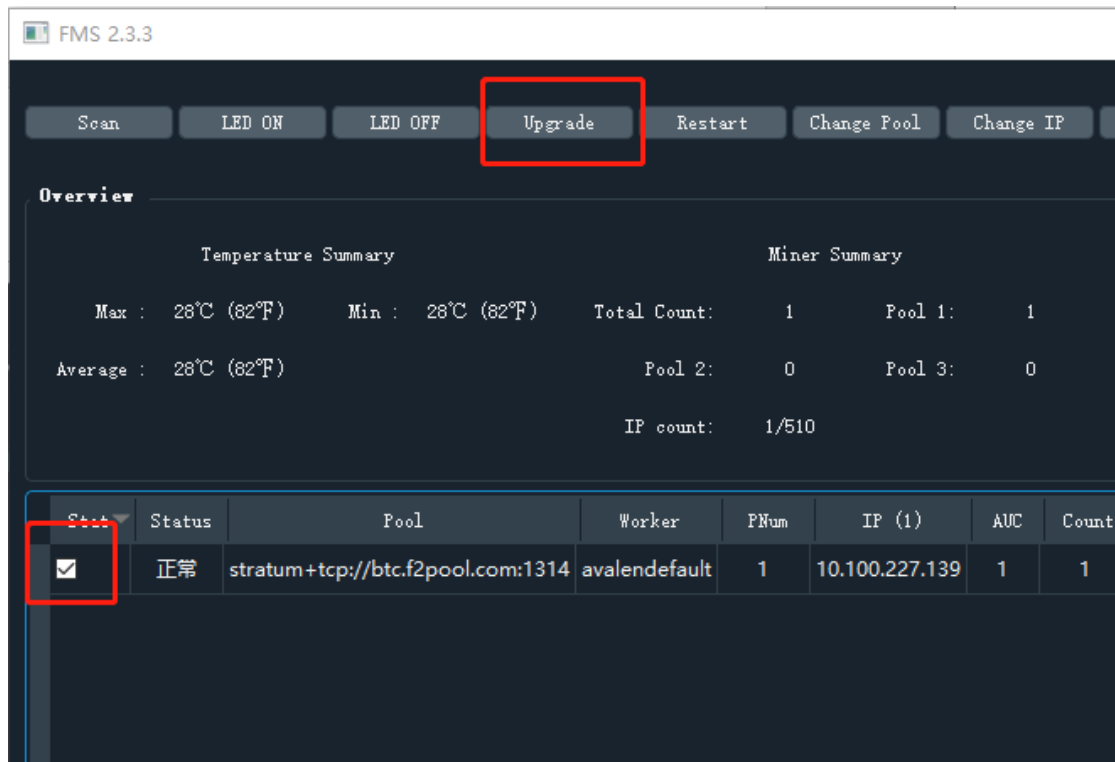 FMS 2.3.3
Scan LED ON LED OFF Upgrade Restart Change Pool Change IP
Overview
Temperature Summary Miner Summary
Max : 28℃ (82℉) Min : 28℃ (82℉) Total Count: 1 Pool 1: 1
Average : 28℃ (82℉) Pool 2: 0 Pool 3: 0
IP count: 1/510
Stat Status Pool Worker PNum IP (1) AUC Count
正常 stratum+tcp://btc.f2pool.com:1314 avalendefault 1 10.100.227.139 1 1